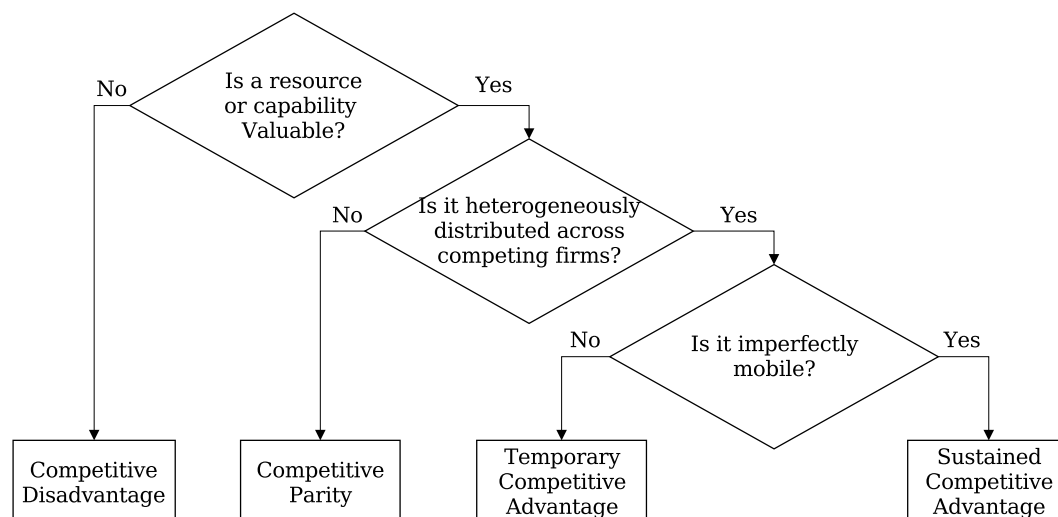 Is a resource
or capability
Valuable?
No
Yes
Is it heterogeneously
distributed across
competing firms?
No
Yes
Is it imperfectly
mobile?
No
Yes
Competitive
Disadvantage
Competitive
Parity
Temporary
Competitive
Advantage
Sustained
Competitive
Advantage